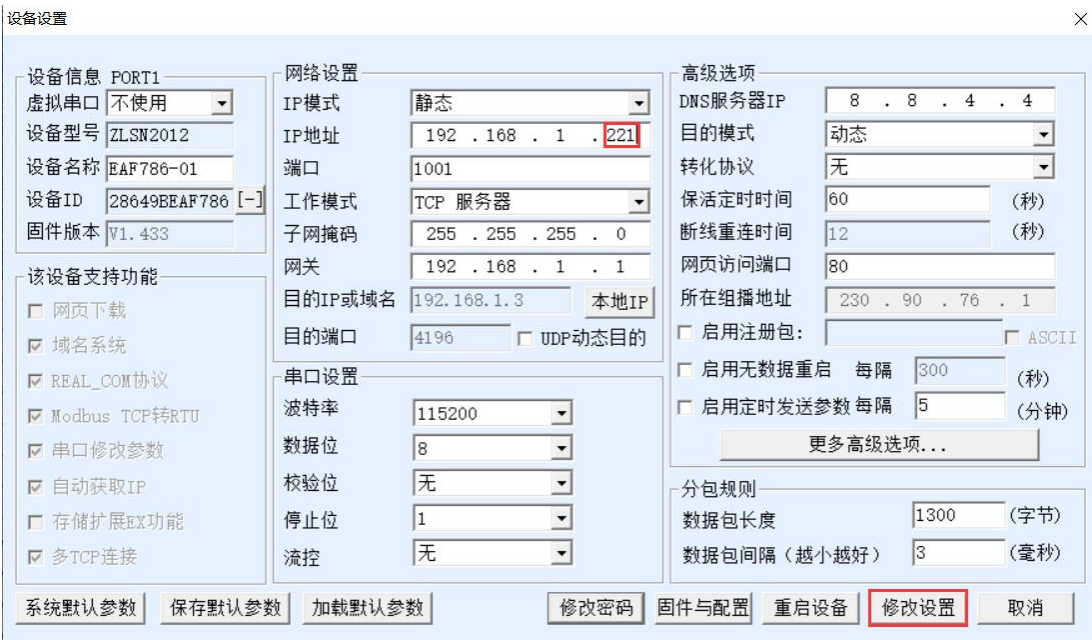 设备设置
设备信息 PORT1
虚拟串口 不使用
设备型号 ZLSN2012
设备名称 EAF786-01
设备ID 28649BEAF786 [-]
固件版本 V1.433
该设备支持功能
网页下载
域名系统
REAL_COM协议
Modbus TCP转RTU
串口修改参数
自动获取IP
存储扩展EX功能
多TCP连接
网络设置
IP模式 静态
IP地址 192 .168 . 1 .221
端口 1001
工作模式 TCP 服务器
子网掩码 255 .255 .255 . 0
网关 192 .168 . 1 . 1
目的IP或域名 192.168.1.3 本地IP
目的端口 4196 UDP动态目的
串口设置
波特率 115200
数据位 8
校验位 无
停止位 1
流控 无
高级选项
DNS服务器IP 8 . 8 . 4 . 4
目的模式 动态
转化协议 无
保活定时时间 60 (秒)
断线重连时间 12 (秒)
网页访问端口 80
所在组播地址 230 . 90 . 76 . 1
启用注册包: ASCII
启用无数据重启 每隔 300 (秒)
启用定时发送参数 每隔 5 (分钟)
更多高级选项...
分包规则
数据包长度 1300 (字节)
数据包间隔(越小越好) 3 (毫秒)
系统默认参数 保存默认参数 加载默认参数 修改密码 固件与配置 重启设备 修改设置 取消